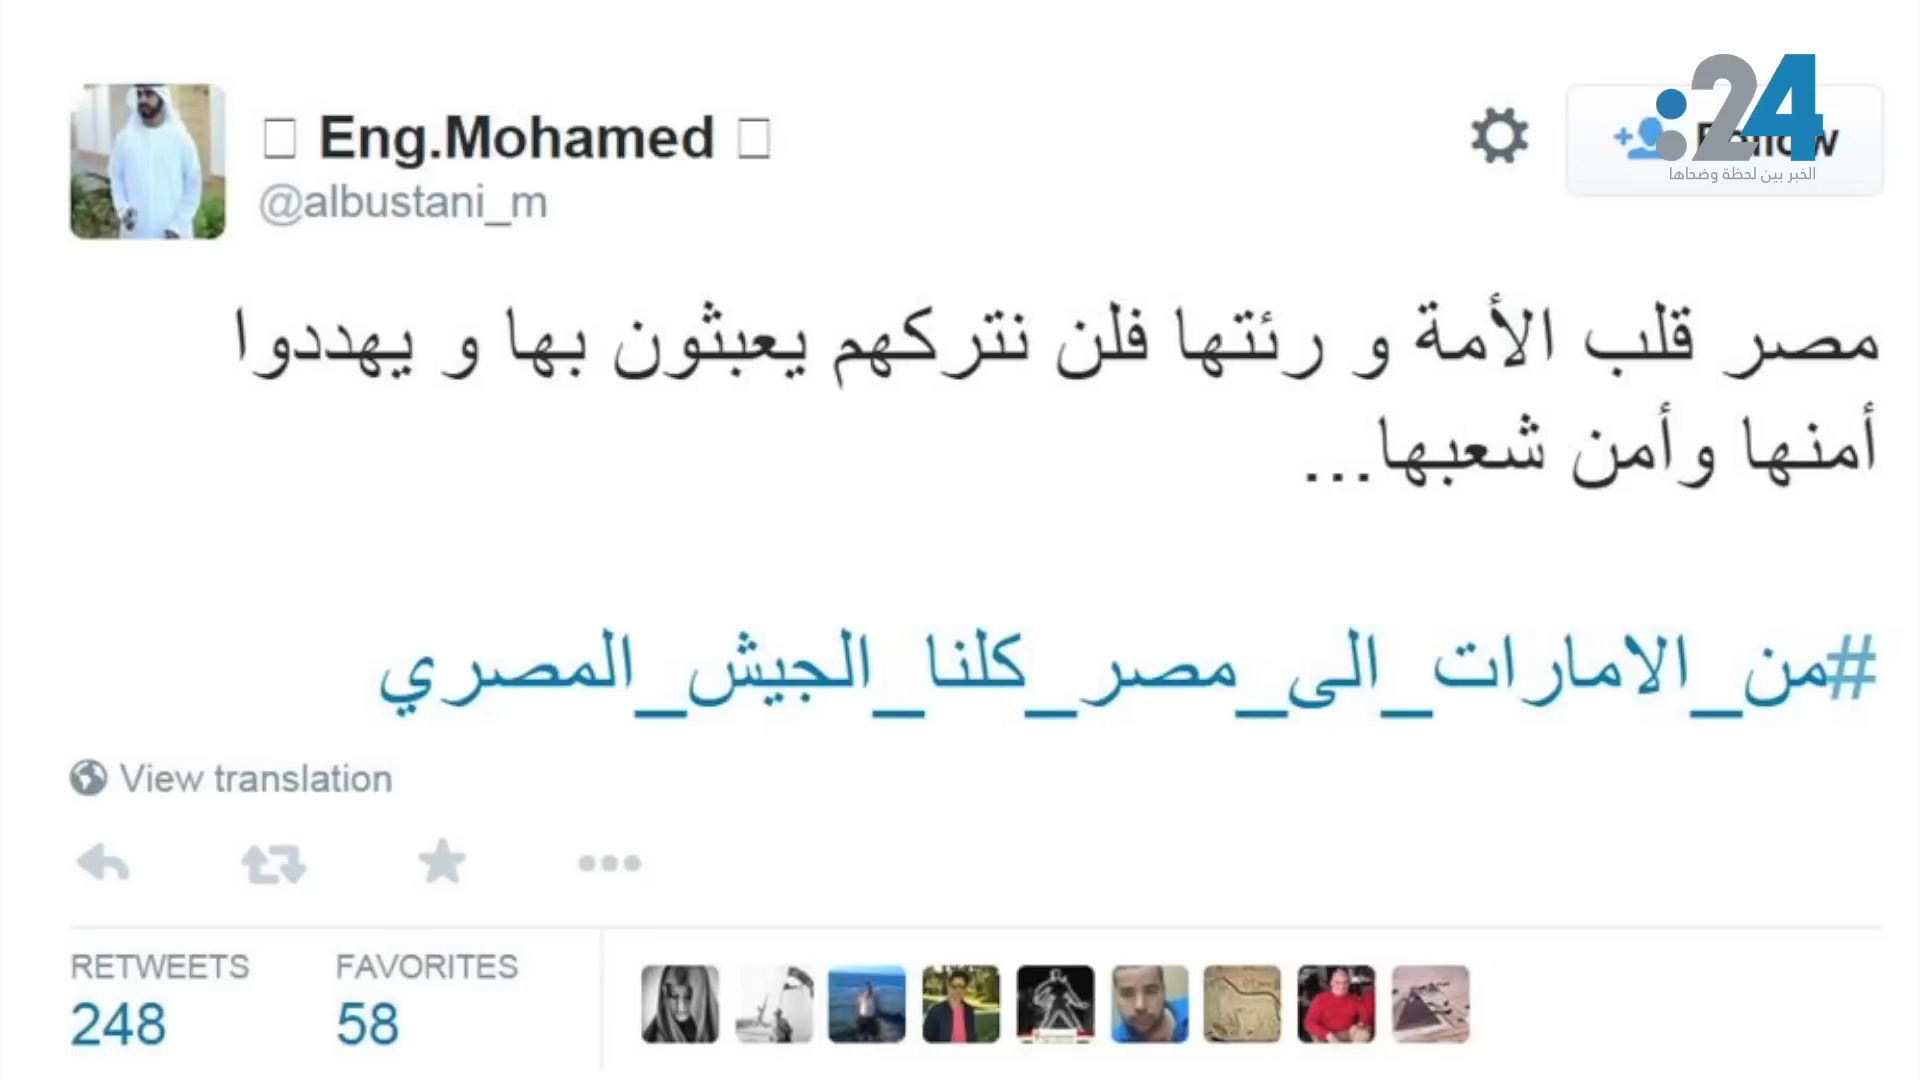 Eng.Mohamed
@albustani_m
:24
الخبر بين لحظة وضحاها
مصر قلب الأمة و رئتها فلن نتركهم يعبثون بها و يهددوا
أمنها وأمن شعبها...
#من_الامارات_الى_مصر_كلنا_الجيش_المصري
View translation
RETWEETS
248
FAVORITES
58